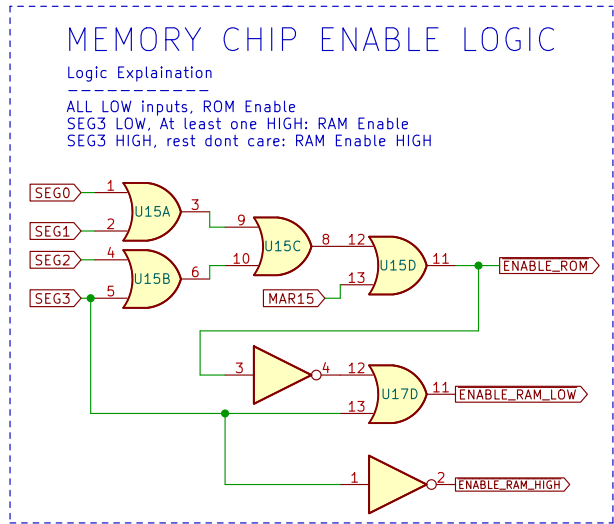 MEMORY CHIP ENABLE LOGIC
Logic Explaination
-----------
ALL LOW inputs, ROM Enable
SEG3 LOW, At least one HIGH: RAM Enable
SEG3 HIGH, rest dont care: RAM Enable HIGH
SEG0 1
U15A 3
SEG1 2
9
U15C 8
SEG2 4
12
U15B 6
10
U15D 11 ENABLE_ROM
SEG3 5
MAR15 13
3 4 12
U17D 11 ENABLE_RAM_LOW
13
1 2 ENABLE_RAM_HIGH